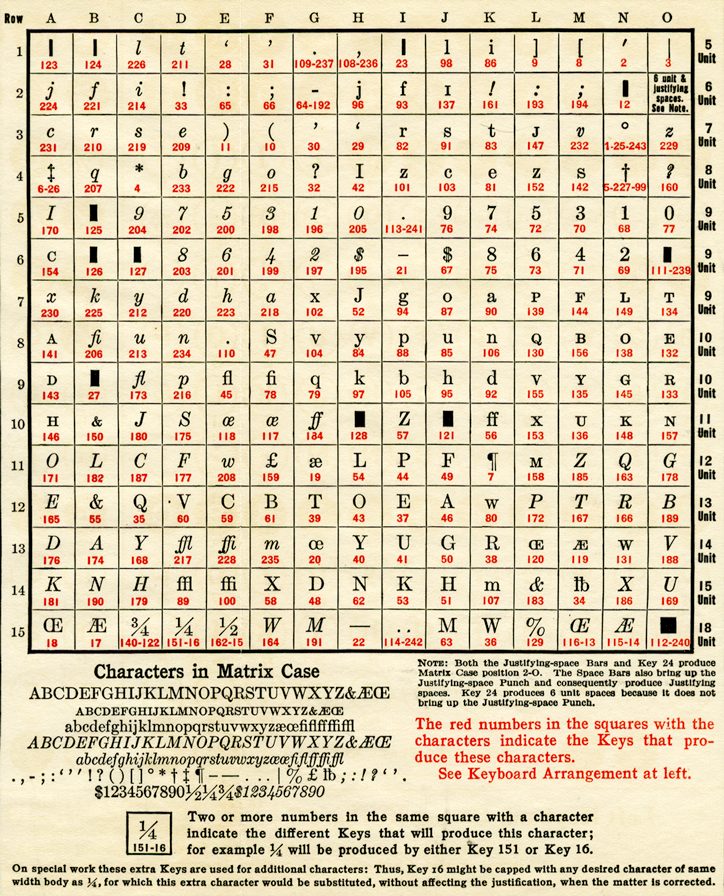 Row A B C D E F G H I J K L M N O
1 l t ‘ ’ . , l i ] [ ′ | 5 Unit
123 124 226 211 28 31 109-237 108-236 23 98 86 9 8 2 3
2 j f i ! : ; - j f I ! : ; 6 unit & justifying spaces. See Note. 6 Unit
224 221 214 33 65 66 64-192 96 93 137 161 193 194 12
3 c r s e ) ( ’ ‘ r s t J v ° z 7 Unit
231 210 219 209 11 10 30 29 82 91 83 147 232 1-25-243 229
4 ‡ q * b g o ? I z c e z s † ? 8 Unit
6-26 207 4 233 222 215 32 42 101 103 81 152 142 5-227-99 160
5 I 9 7 5 3 1 0 . 9 7 5 3 1 0 9 Unit
170 125 204 202 200 198 196 205 113-241 76 74 72 70 68 77
6 C 8 6 4 2 $ – $ 8 6 4 2 9 Unit
154 126 127 203 201 199 197 195 21 67 75 73 71 69 111-239
7 x k y d h a x J g o a P F L T 9 Unit
230 225 212 220 223 218 102 52 94 87 90 139 144 149 134
8 A fi u n . S v y p u n Q B O E 10 Unit
141 206 213 234 110 47 104 84 88 85 106 130 156 138 132
9 D fl p fl fi q k b h d V Y G R 10 Unit
143 27 173 216 45 78 79 97 105 95 92 155 135 145 133
10 H & J S œ æ ff Z ff X U K N 11 Unit
146 150 180 175 118 117 184 128 57 121 56 153 136 148 157
11 O L C F w £ æ L P F ¶ M Z Q G 12 Unit
171 182 187 177 208 159 19 54 44 49 7 158 185 163 178
12 E & Q V C B T O E A w P T R B 13 Unit
165 55 35 60 59 61 39 43 37 46 80 172 167 166 189
13 D A Y ffl ffi m œ Y U G R Œ Æ W V 14 Unit
176 174 168 217 228 235 20 40 41 50 38 120 119 131 188
14 K N H ffl ffi X D N K H m & ℔ X U 15 Unit
181 190 179 89 100 58 48 62 53 51 107 183 34 186 169
15 Œ Æ ¾ ¼ ½ W M — . . M W % Œ Æ 18 Unit
18 17 140-122 151-16 162-15 164 191 22 114-242 63 36 129 116-13 115-14 112-240
Characters in Matrix Case
ABCDEFGHIJKLMNOPQRSTUVWXYZ&ÆŒ
ABCDEFGHIJKLMNOPQRSTUVWXYZ&ÆŒ
abcdefghijklmnopqrstuvwxyzæœfiflffffiffl
ABCDEFGHIJKLMNOPQRSTUVWXYZ&ÆŒ
abcdefghijklmnopqrstuvwxyzæœfiflffffiffl
.,-;:‘’'!?()[]°*†‡¶–—. ...|%£℔;:!?‘’.
$1234567890½¼¾$1234567890
NOTE: Both the Justifying-space Bars and Key 24 produce
Matrix Case position 2-O. The Space Bars also bring up the
Justifying-space Punch and consequently produce Justifying
spaces. Key 24 produces 6 unit spaces because it does not
bring up the Justifying-space Punch.
The red numbers in the squares with the
characters indicate the Keys that pro-
duce these characters.
See Keyboard Arrangement at left.
¼
151-16
Two or more numbers in the same square with a character
indicate the different Keys that will produce this character;
for example ¼ will be produced by either Key 151 or Key 16.
On special work these extra Keys are used for additional characters: Thus, Key 16 might be capped with any desired character of same
width body as ¼, for which this extra character would be substituted, without affecting the justification, when the matter is corrected.